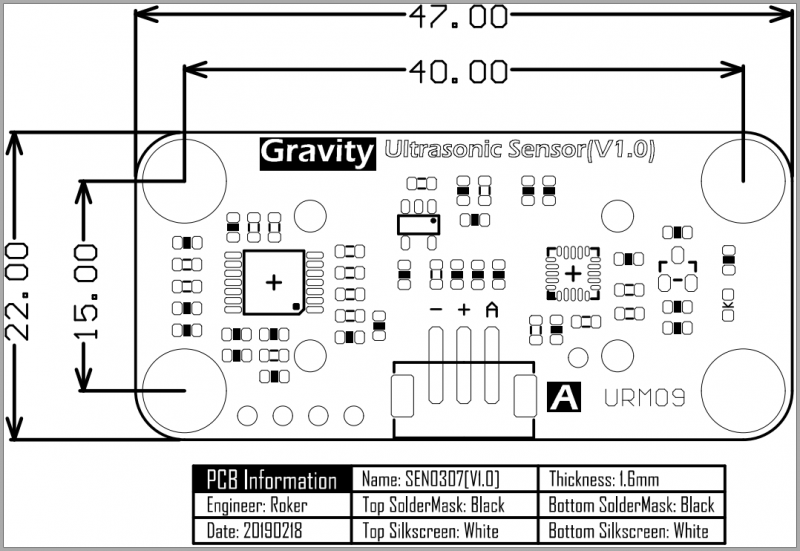 47.00
40.00
Gravity Ultrasonic Sensor(V1.0)
22.00
15.00
K
- + A
A URM09
PCB Information Name: SEN0307[V1.0] Thickness: 1.6mm
Engineer: Roker Top SolderMask: Black Bottom SolderMask: Black
Date: 20190218 Top Silkscreen: White Bottom Silkscreen: White